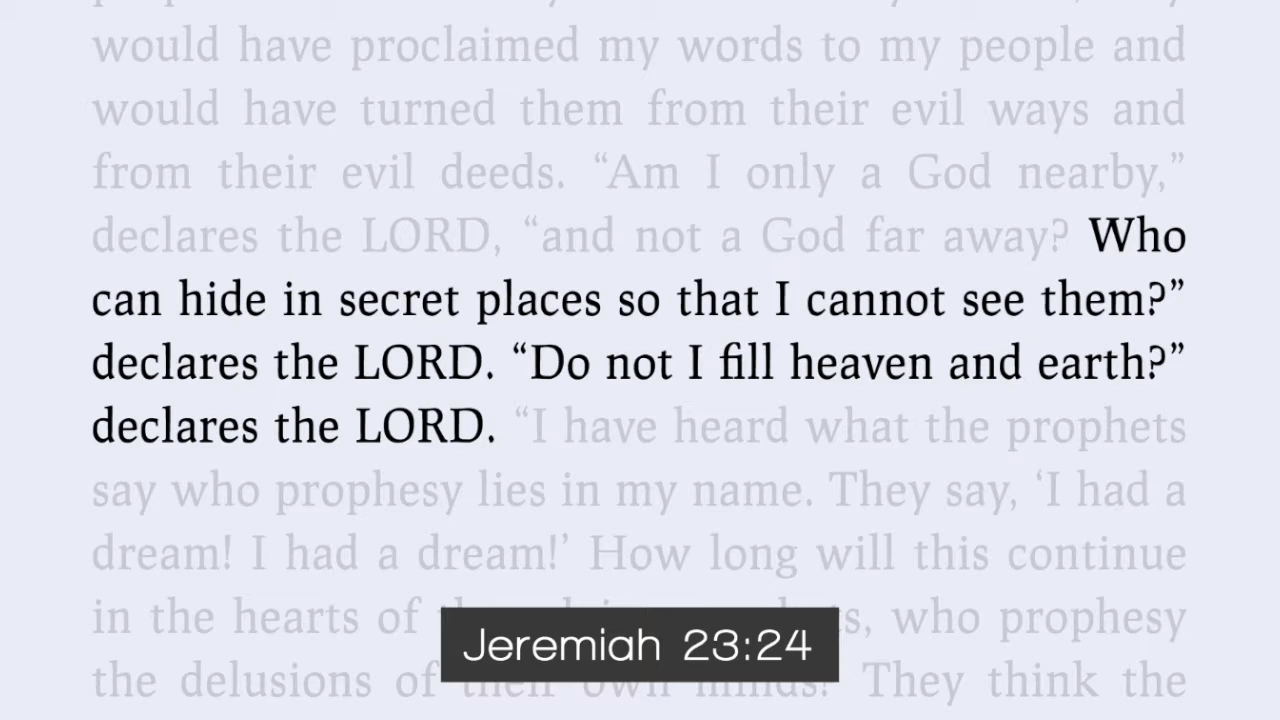 would have proclaimed my words to my people and
would have turned them from their evil ways and
from their evil deeds. “Am I only a God nearby,”
declares the LORD, “and not a God far away? Who
can hide in secret places so that I cannot see them?”
declares the LORD. “Do not I fill heaven and earth?”
declares the LORD. “I have heard what the prophets
say who prophesy lies in my name. They say, ‘I had a
dream! I had a dream!’ How long will this continue
in the hearts of who prophesy
the delusions of their own minds? They think the
Jeremiah 23:24